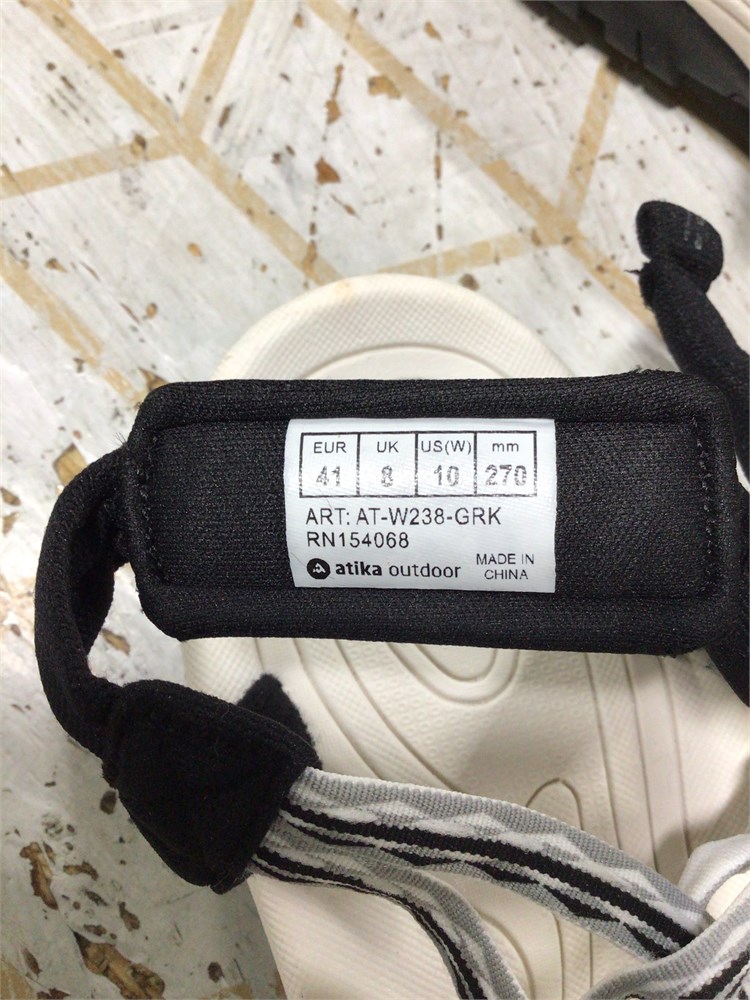 EUR UK US(W) mm
41 8 10 270
ART: AT-W238-GRK
RN154068
atika outdoor MADE IN
CHINA